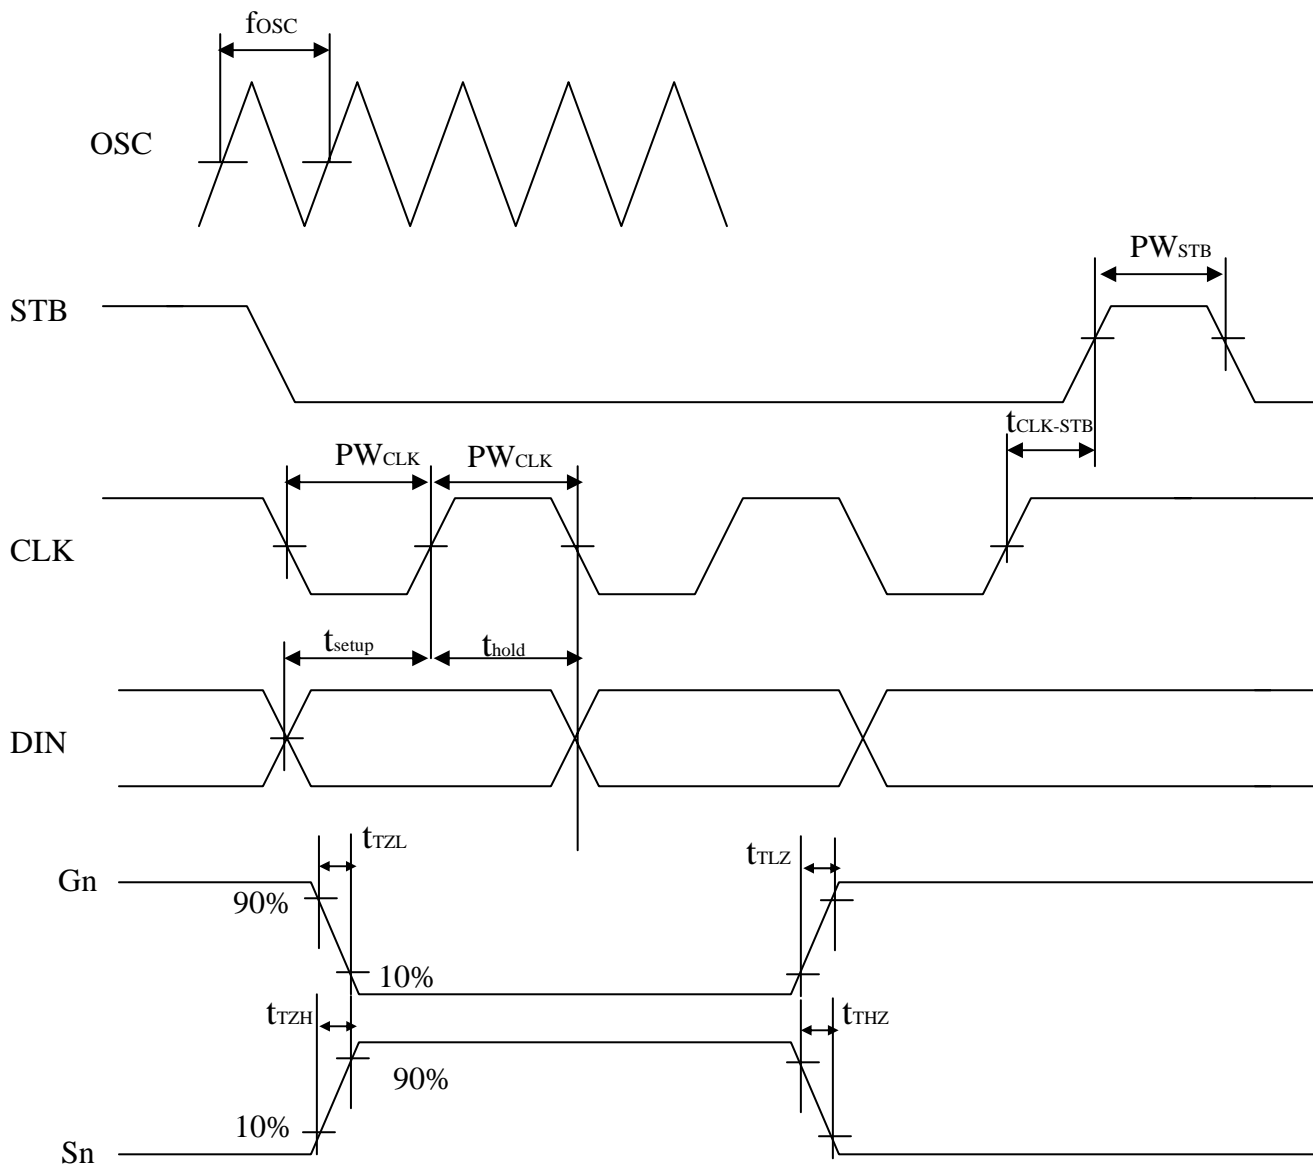 fOSC
OSC
PWSTB
STB
tCLK-STB
PWCLK PWCLK
CLK
tsetup thold
DIN
tTZL tTLZ
Gn
90%
10%
tTZH tTHZ
90%
10%
Sn